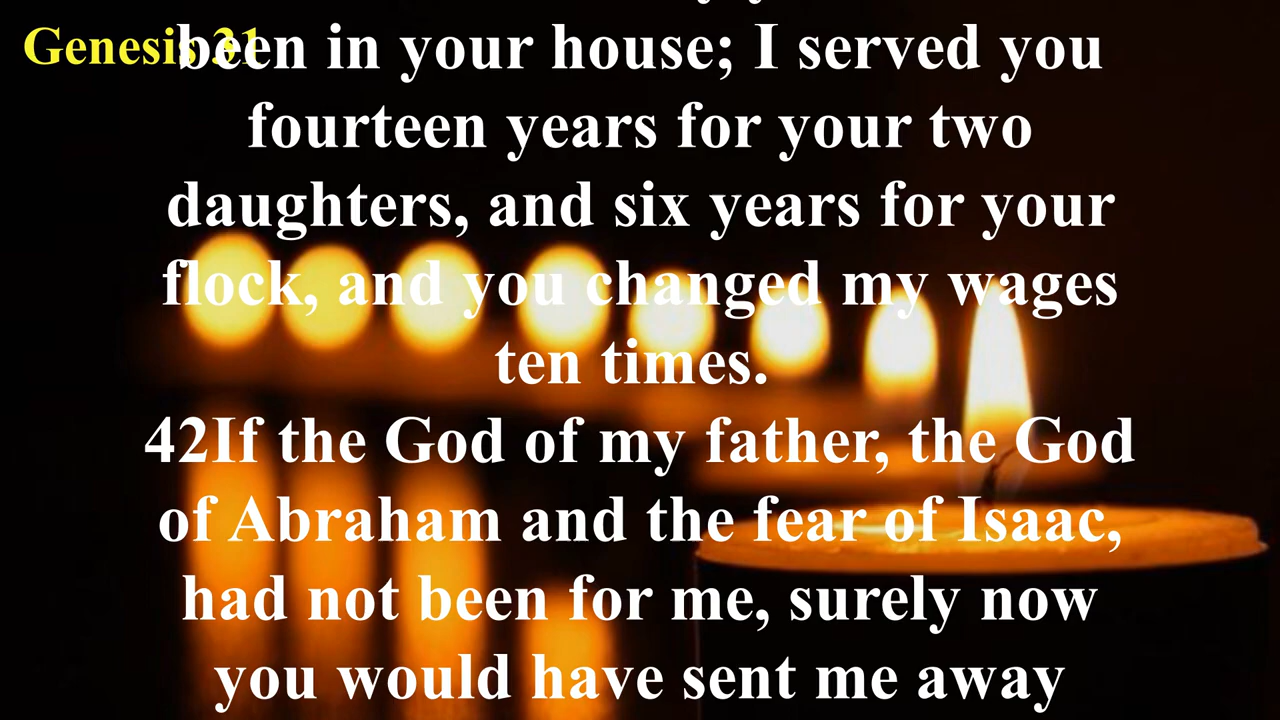 Genesis 31
been in your house; I served you
fourteen years for your two
daughters, and six years for your
flock, and you changed my wages
ten times.
42If the God of my father, the God
of Abraham and the fear of Isaac,
had not been for me, surely now
you would have sent me away